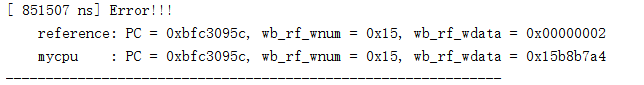 [ 851507 ns] Error!!!
    reference: PC = 0xbfc3095c, wb_rf_wnum = 0x15, wb_rf_wdata = 0x00000002
    mycpu    : PC = 0xbfc3095c, wb_rf_wnum = 0x15, wb_rf_wdata = 0x15b8b7a4
--------------------------------------------------------------